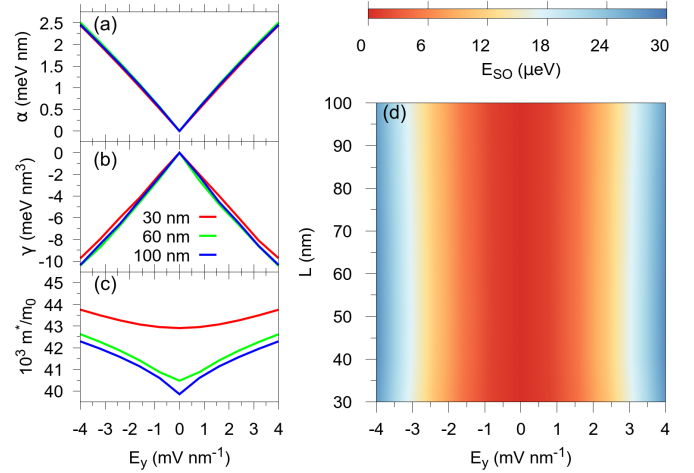 (a)
α (meV nm)
2.5
2
1.5
1
0.5
0
(b)
γ (meV nm³)
0
-2
-4
-6
-8
-10
30 nm
60 nm
100 nm
(c)
10³ m*/m₀
45
44
43
42
41
40
-4 -3 -2 -1 0 1 2 3 4
E_y (mV nm⁻¹)
0 6 12 18 24 30
E_SO (μeV)
(d)
L (nm)
100
90
80
70
60
50
40
30
-4 -3 -2 -1 0 1 2 3 4
E_y (mV nm⁻¹)